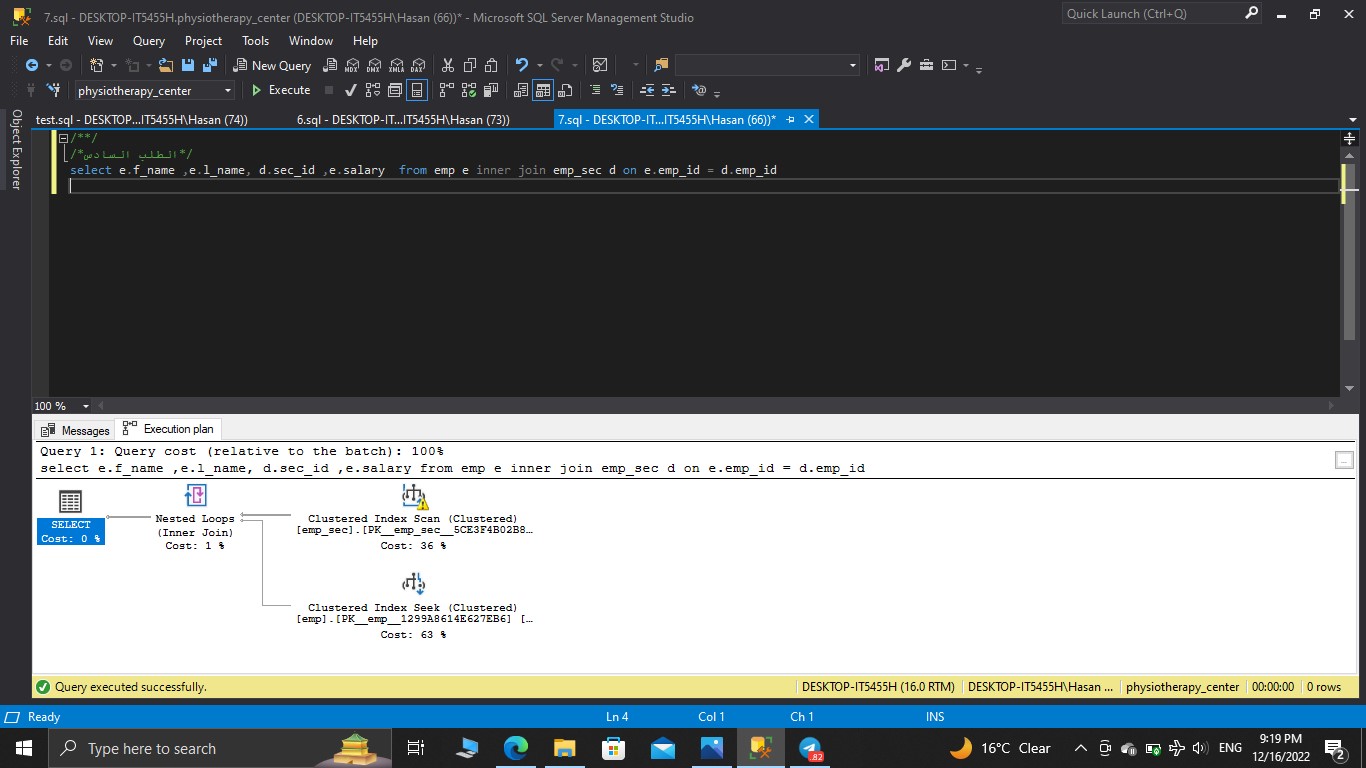 7.sql - DESKTOP-IT5455H.physiotherapy_center (DESKTOP-IT5455H\Hasan (66))* - Microsoft SQL Server Management Studio
Quick Launch (Ctrl+Q)
File Edit View Query Project Tools Window Help
New Query MDX DMX XMLA DAX
physiotherapy_center Execute
Object Explorer
test.sql - DESKTOP...IT5455H\Hasan (74)) 6.sql - DESKTOP-IT...IT5455H\Hasan (73)) 7.sql - DESKTOP-IT...IT5455H\Hasan (66))*
/**/
/*الطلب السادس*/
select e.f_name ,e.l_name, d.sec_id ,e.salary  from emp e inner join emp_sec d on e.emp_id = d.emp_id
100 %
Messages Execution plan
Query 1: Query cost (relative to the batch): 100%
select e.f_name ,e.l_name, d.sec_id ,e.salary from emp e inner join emp_sec d on e.emp_id = d.emp_id
SELECT
Cost: 0 %
Nested Loops
(Inner Join)
Cost: 1 %
Clustered Index Scan (Clustered)
[emp_sec].[PK__emp_sec__5CE3F4B02B8…
Cost: 36 %
Clustered Index Seek (Clustered)
[emp].[PK__emp__1299A8614E627EB6] […
Cost: 63 %
Query executed successfully. DESKTOP-IT5455H (16.0 RTM) DESKTOP-IT5455H\Hasan ... physiotherapy_center 00:00:00 0 rows
Ready Ln 4 Col 1 Ch 1 INS
Type here to search 82 16°C Clear ENG 9:19 PM
12/16/2022 2